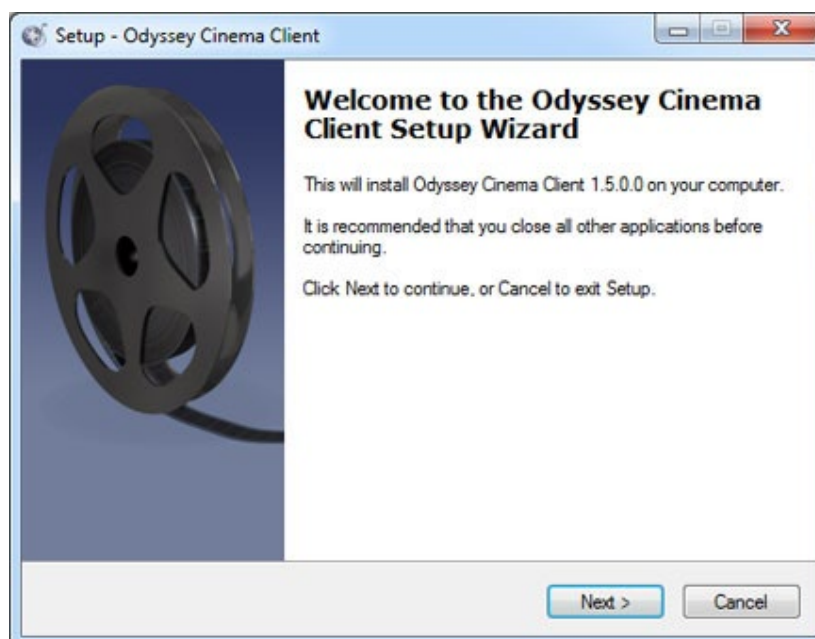 Setup - Odyssey Cinema Client
Welcome to the Odyssey Cinema
Client Setup Wizard
This will install Odyssey Cinema Client 1.5.0.0 on your computer.
It is recommended that you close all other applications before
continuing.
Click Next to continue, or Cancel to exit Setup.
Next >
Cancel